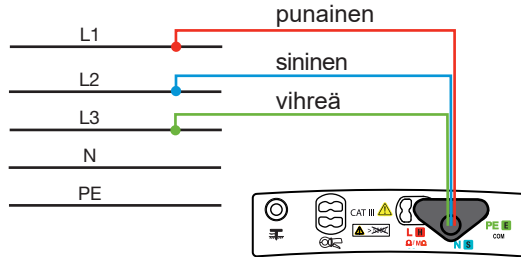 punainen
L1
sininen
L2
vihreä
L3
N
PE
CAT III
L H
Ω/MΩ
N S
PE E
COM